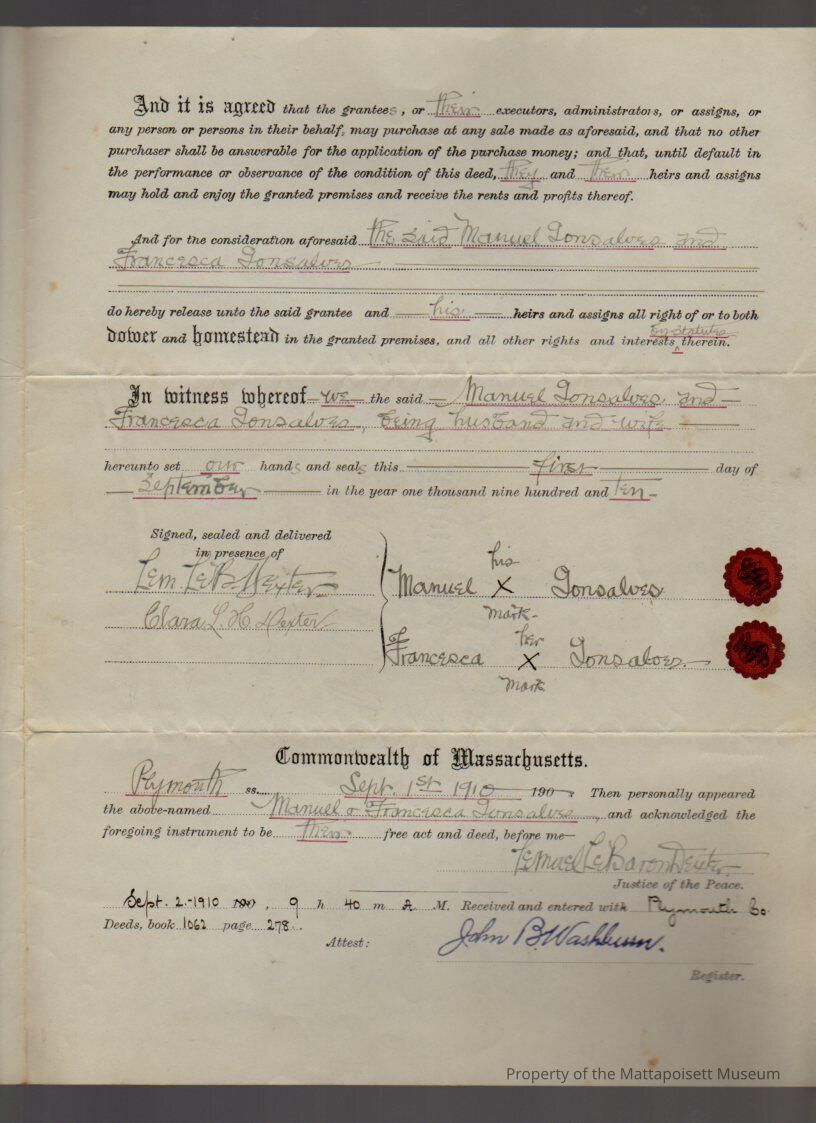 And it is agreed that the grantees, or their executors, administrators, or assigns, or
any person or persons in their behalf, may purchase at any sale made as aforesaid, and that no other
purchaser shall be answerable for the application of the purchase money; and that, until default in
the performance or observance of the condition of this deed, they and their heirs and assigns
may hold and enjoy the granted premises and receive the rents and profits thereof.
And for the consideration aforesaid the said Manuel Gonsalves and
Francesca Gonsalves
do hereby release unto the said grantee and his heirs and assigns all right of or to both
by statutes
dower and homestead in the granted premises, and all other rights and interests ‸ therein.
In witness whereof we the said Manuel Gonsalves and
Francesca Gonsalves, being husband and wife
hereunto set our hands and seals this first day of
September in the year one thousand nine hundred and ten
Signed, sealed and delivered
in presence of
Lem. LeB. Dexter
Clara L. H. Dexter
his
Manuel X Gonsalves
mark
her
Francesca X Gonsalves
mark
Commonwealth of Massachusetts.
Plymouth ss. Sept. 1st 1910 190 Then personally appeared
the above-named Manuel & Francesca Gonsalves, and acknowledged the
foregoing instrument to be their free act and deed, before me
Lemuel LeBaron Dexter
Justice of the Peace.
Sept. 2.-1910, 9 h 40 m A. M. Received and entered with Plymouth Co.
Deeds, book 1062 page 278.
Attest: John B. Washburn.
Register.
Property of the Mattapoisett Museum